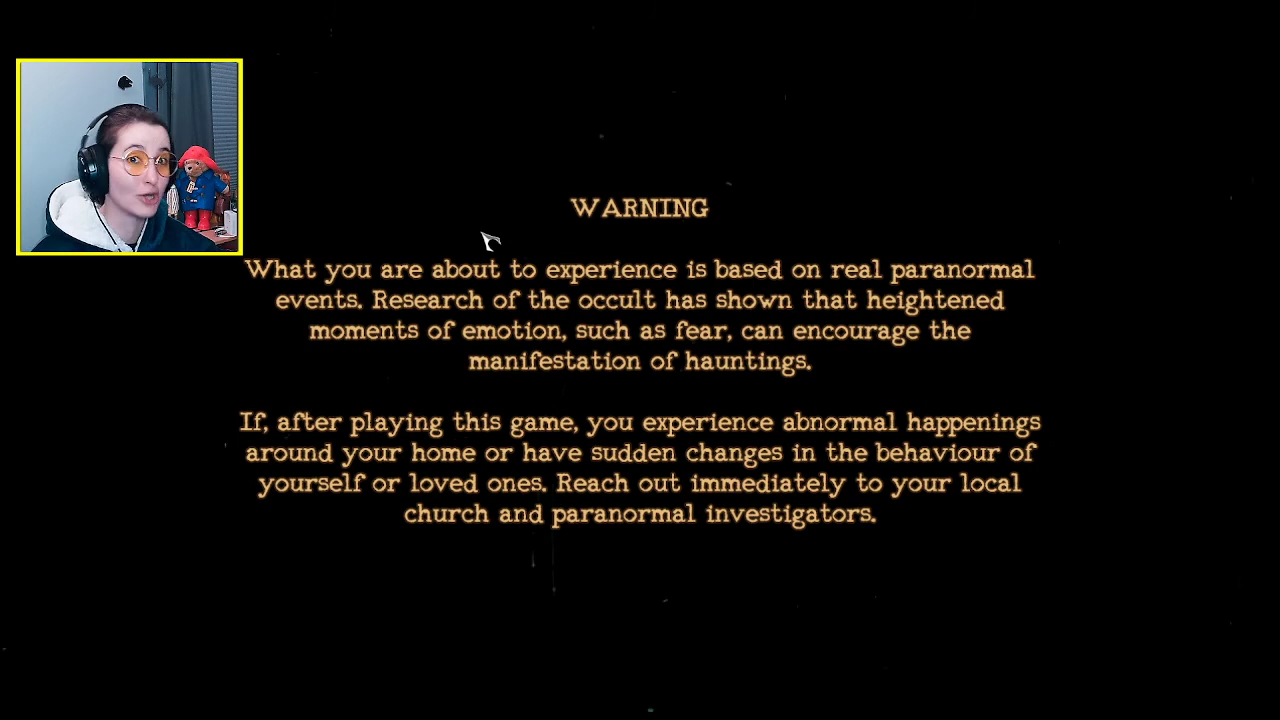 WARNING
What you are about to experience is based on real paranormal
events. Research of the occult has shown that heightened
moments of emotion, such as fear, can encourage the
manifestation of hauntings.
If, after playing this game, you experience abnormal happenings
around your home or have sudden changes in the behaviour of
yourself or loved ones. Reach out immediately to your local
church and paranormal investigators.